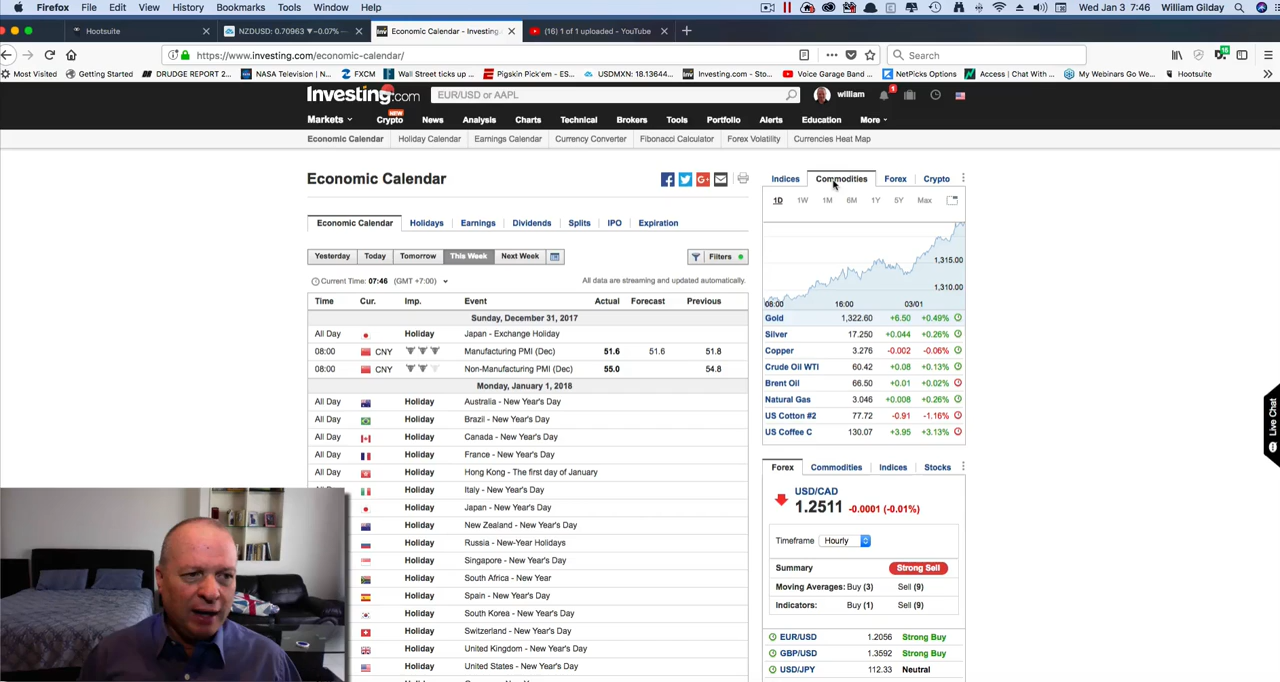 Firefox File Edit View History Bookmarks Tools Window Help Wed Jan 3 7:46 William Gilday
Hootsuite NZDUSD: 0.70963 ▼−0.07% ··· Economic Calendar - Investing. (16) 1 of 1 uploaded - YouTube
https://www.investing.com/economic-calendar/ Search
Most Visited Getting Started DRUDGE REPORT 2... NASA Television | N... FXCM Wall Street ticks up ... Pigskin Pick'em - ES... USDMXN: 18.13644... Investing.com - Sto... Voice Garage Band ... NetPicks Options Access | Chat With ... My Webinars Go We... Hootsuite
Investing.com EUR/USD or AAPL william 1
NEW
Markets Crypto News Analysis Charts Technical Brokers Tools Portfolio Alerts Education More
Economic Calendar Holiday Calendar Earnings Calendar Currency Converter Fibonacci Calculator Forex Volatility Currencies Heat Map
Economic Calendar
Indices Commodities Forex Crypto
1D 1W 1M 6M 1Y 5Y Max
Economic Calendar Holidays Earnings Dividends Splits IPO Expiration
Yesterday Today Tomorrow This Week Next Week Filters
Current Time: 07:46 (GMT +7:00) All data are streaming and updated automatically.
1,315.00
1,310.00
08:00 16:00 03/01
Time Cur. Imp. Event Actual Forecast Previous
Sunday, December 31, 2017
All Day Holiday Japan - Exchange Holiday
08:00 CNY Manufacturing PMI (Dec) 51.6 51.6 51.8
08:00 CNY Non-Manufacturing PMI (Dec) 55.0 54.8
Monday, January 1, 2018
All Day Holiday Australia - New Year's Day
All Day Holiday Brazil - New Year's Day
All Day Holiday Canada - New Year's Day
All Day Holiday France - New Year's Day
All Day Holiday Hong Kong - The first day of January
All Day Holiday Italy - New Year's Day
Holiday Japan - New Year's Day
Holiday New Zealand - New Year's Day
Holiday Russia - New-Year Holidays
Holiday Singapore - New Year's Day
Holiday South Africa - New Year
Holiday Spain - New Year's Day
Holiday South Korea - New Year's Day
Holiday Switzerland - New Year's Day
Holiday United Kingdom - New Year's Day
Holiday United States - New Year's Day
Gold 1,322.60 +6.50 +0.49%
Silver 17.250 +0.044 +0.26%
Copper 3.276 -0.002 -0.06%
Crude Oil WTI 60.42 +0.08 +0.13%
Brent Oil 66.50 +0.01 +0.02%
Natural Gas 3.046 +0.008 +0.26%
US Cotton #2 77.72 -0.91 -1.16%
US Coffee C 130.07 +3.95 +3.13%
Live Chat
Forex Commodities Indices Stocks
USD/CAD
1.2511 -0.0001 (-0.01%)
Timeframe Hourly
Summary Strong Sell
Moving Averages: Buy (3) Sell (9)
Indicators: Buy (1) Sell (9)
EUR/USD 1.2056 Strong Buy
GBP/USD 1.3592 Strong Buy
USD/JPY 112.33 Neutral